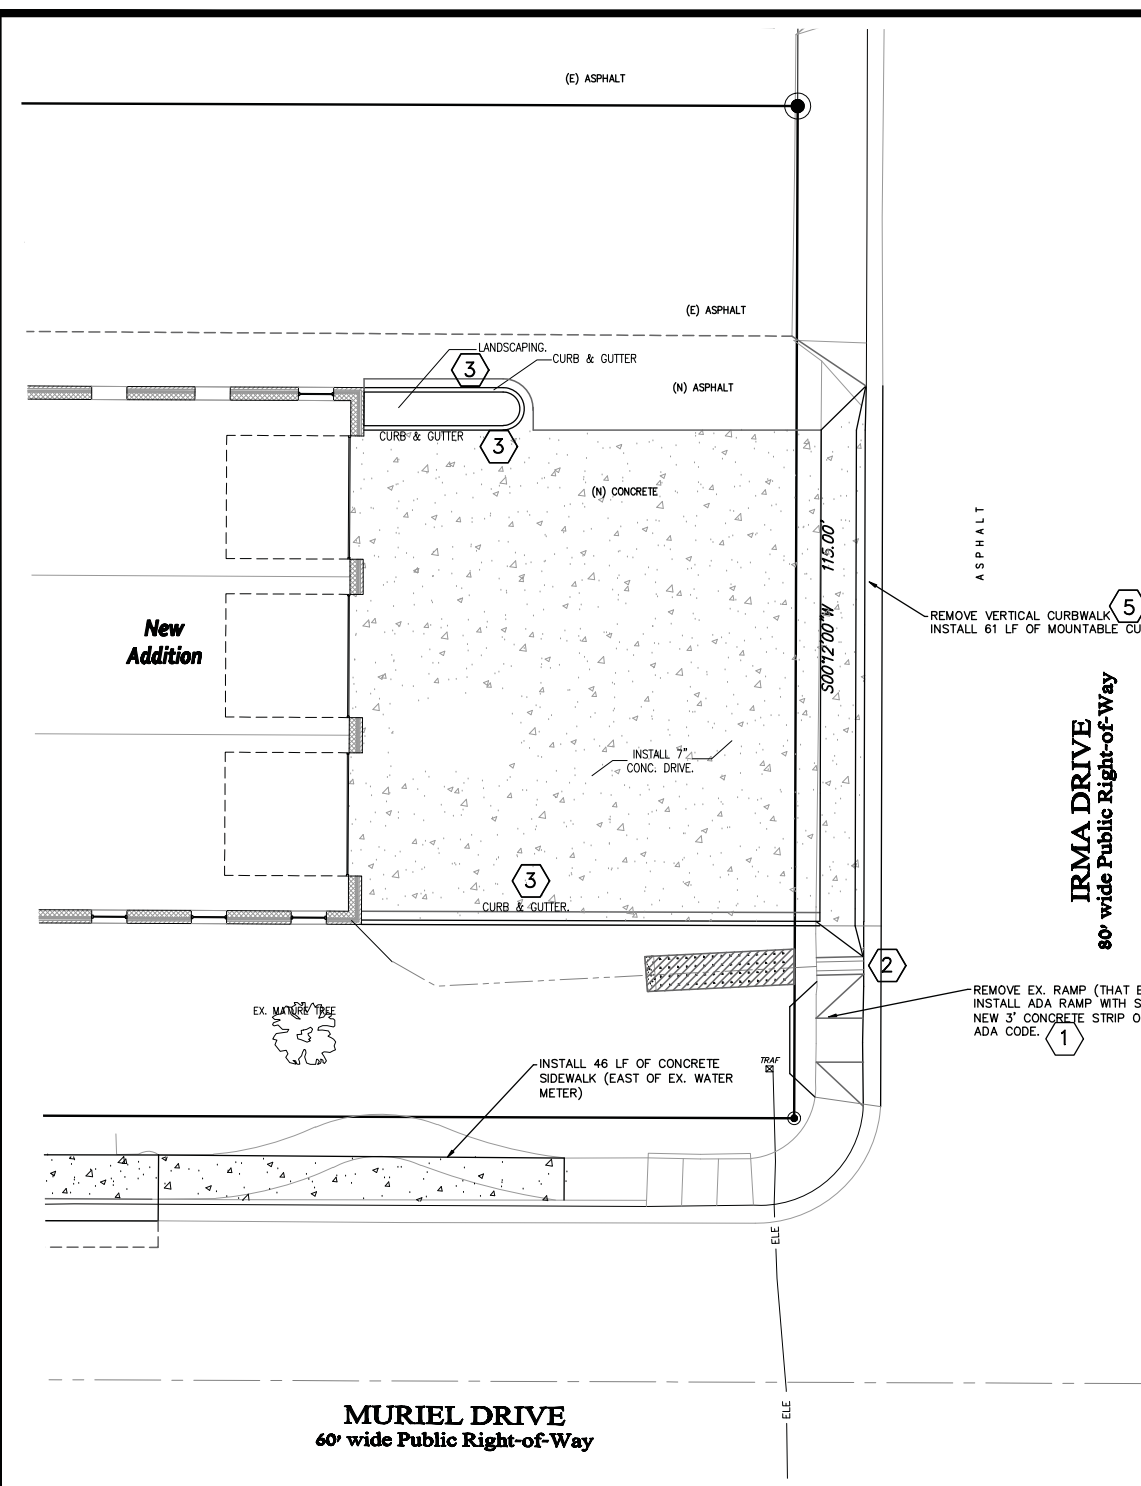 (E) ASPHALT
(E) ASPHALT
LANDSCAPING.
CURB & GUTTER
3
(N) ASPHALT
CURB & GUTTER
3
(N) CONCRETE
S00°12'00"W 115.00'
ASPHALT
5
REMOVE VERTICAL CURBWALK
INSTALL 61 LF OF MOUNTABLE CU
New
Addition
IRMA DRIVE
80' wide Public Right-of-Way
INSTALL 7"
CONC. DRIVE.
3
CURB & GUTTER.
2
REMOVE EX. RAMP (THAT E
INSTALL ADA RAMP WITH S
NEW 3' CONCRETE STRIP O
ADA CODE.
1
EX. MATURE TREE
TRAF
INSTALL 46 LF OF CONCRETE
SIDEWALK (EAST OF EX. WATER
METER)
ELE
ELE
MURIEL DRIVE
60' wide Public Right-of-Way